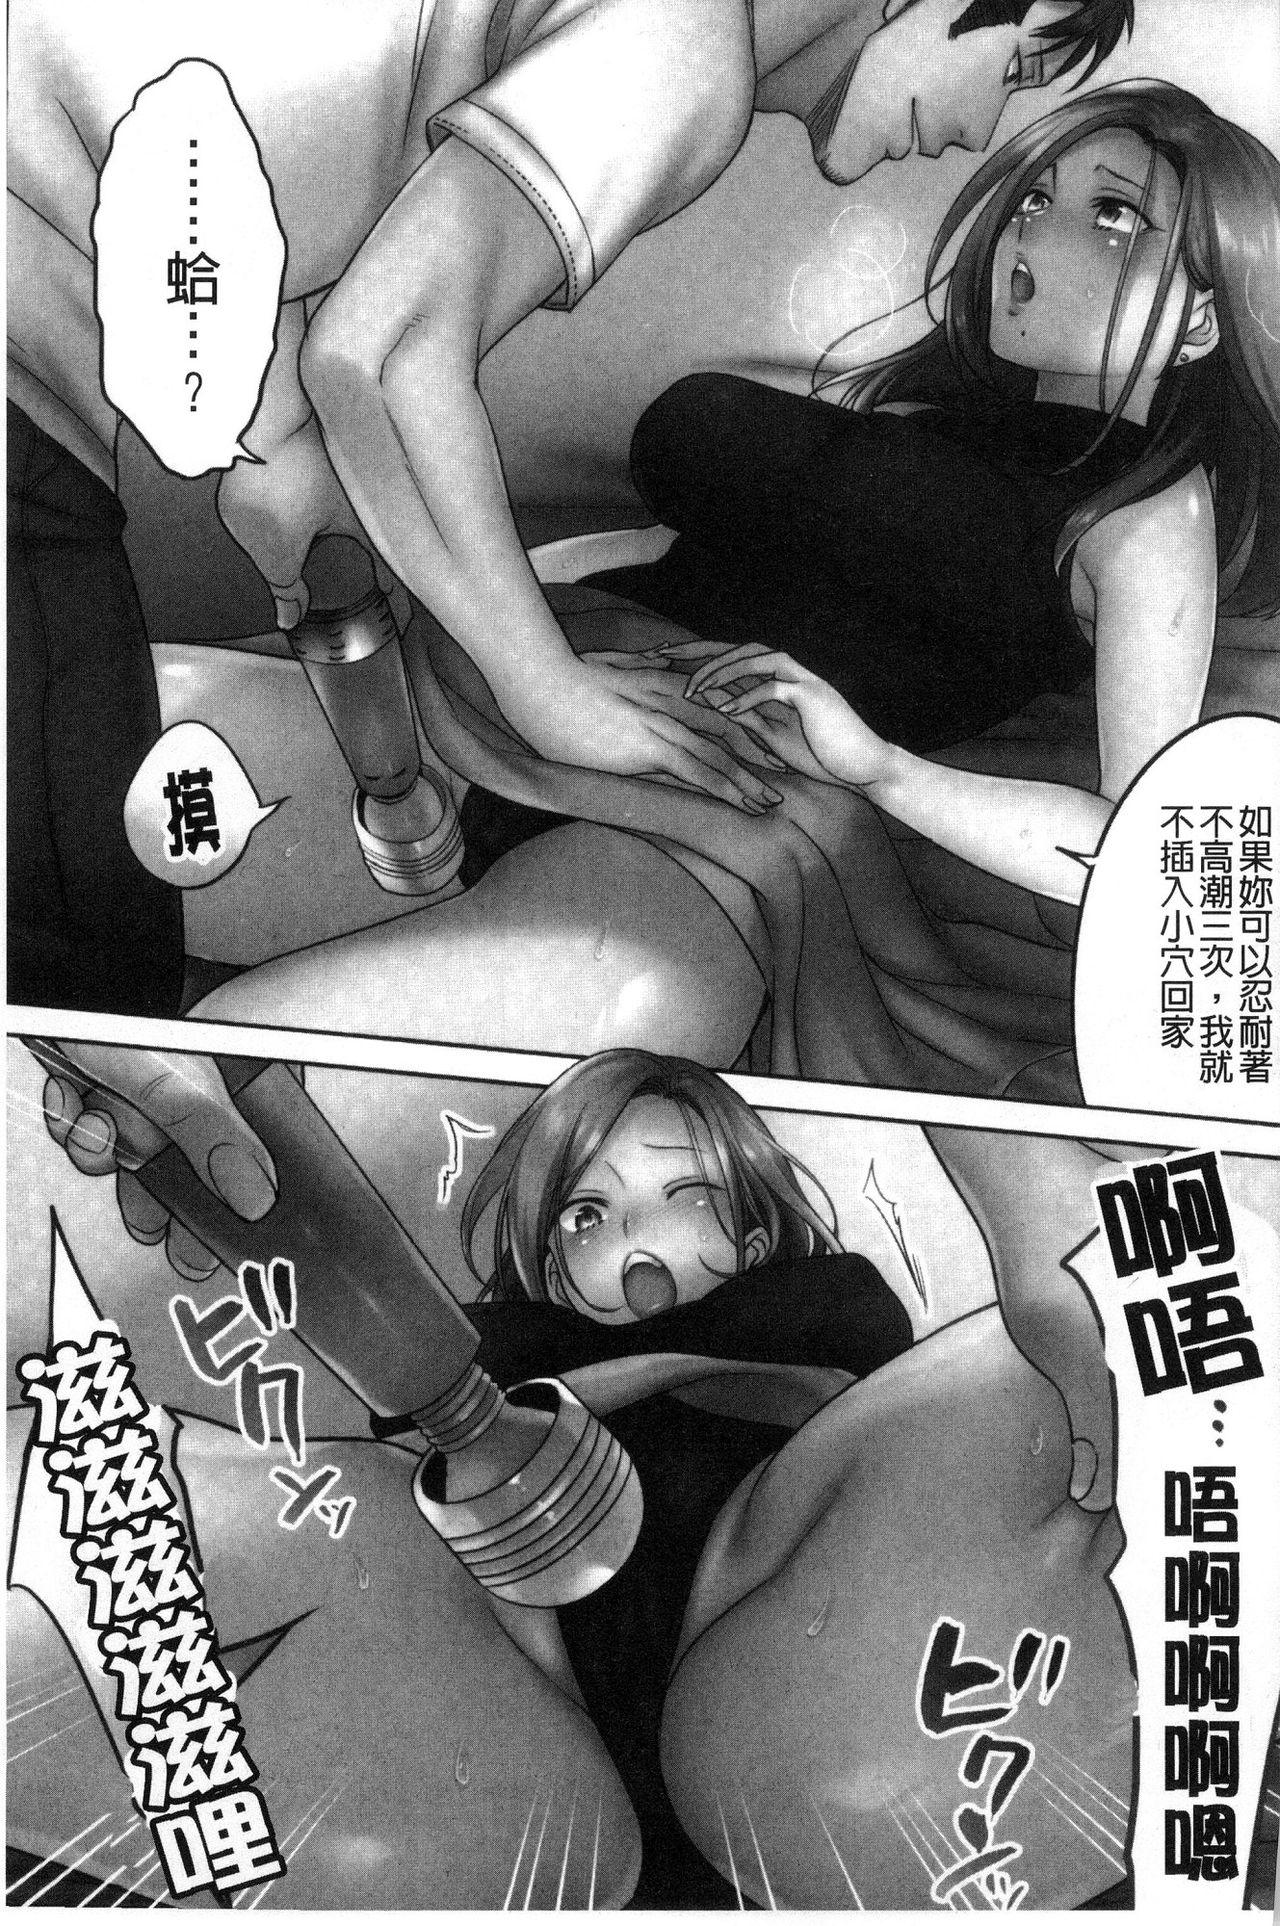 如果妳可以忍耐著
不高潮三次，我就
不插入小穴回家
……蛤……？
摸
啊唔…唔啊啊啊嗯
ビクッ
ビクンッ
滋滋滋滋滋哩